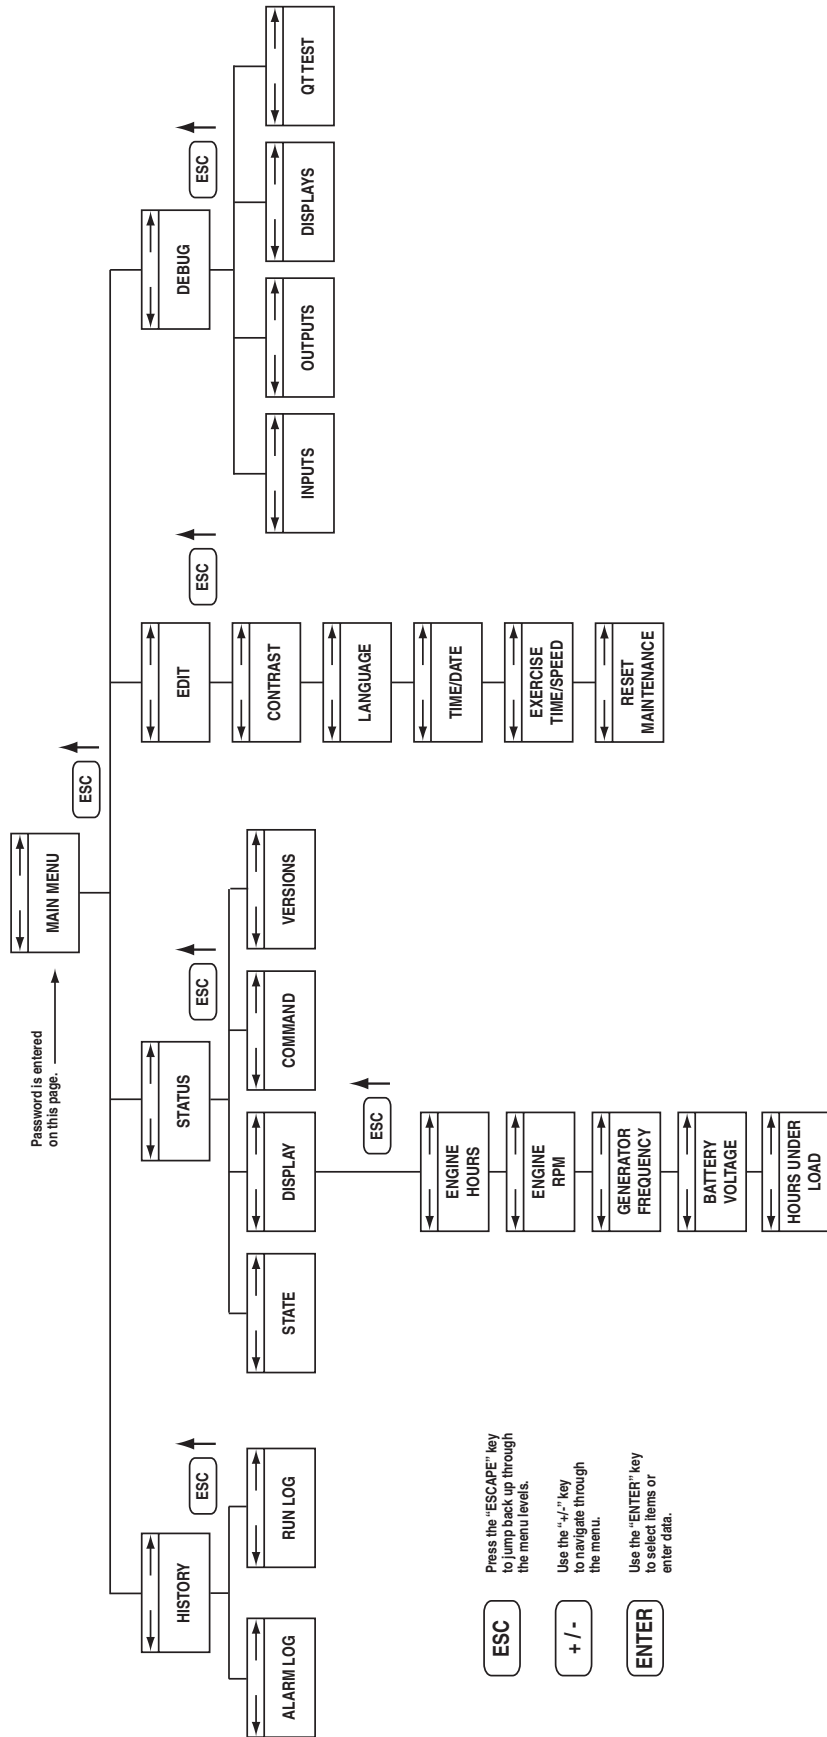 MAIN MENU
Password is entered
on this page.
ESC
HISTORY
STATUS
EDIT
DEBUG
ESC
ESC
ESC
ESC
ALARM LOG
RUN LOG
STATE
DISPLAY
COMMAND
VERSIONS
CONTRAST
LANGUAGE
TIME/DATE
EXERCISE
TIME/SPEED
RESET
MAINTENANCE
INPUTS
OUTPUTS
DISPLAYS
QT TEST
ESC
ENGINE
HOURS
ENGINE
RPM
GENERATOR
FREQUENCY
BATTERY
VOLTAGE
HOURS UNDER
LOAD
ESC
Press the “ESCAPE” key
to jump back up through
the menu levels.
+ / -
Use the “+/-” key
to navigate through
the menu.
ENTER
Use the “ENTER” key
to select items or
enter data.